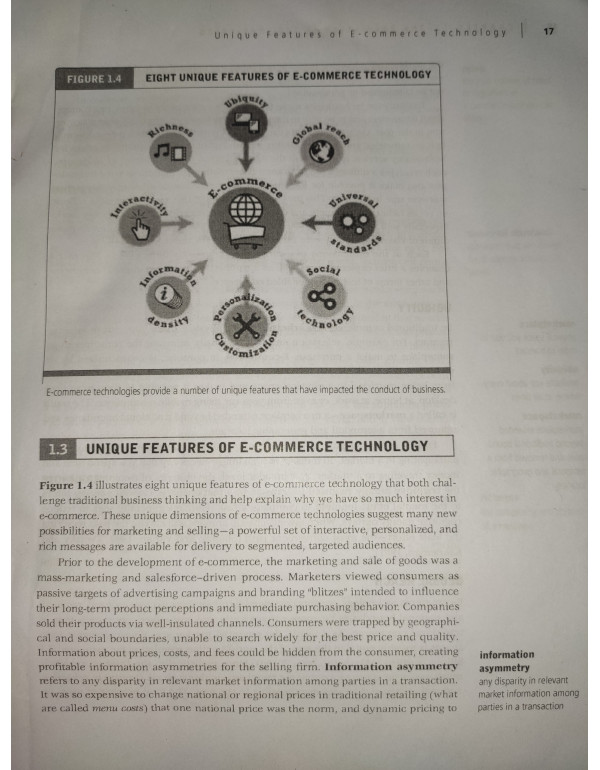 Unique Features of E-commerce Technology 17
FIGURE 1.4 EIGHT UNIQUE FEATURES OF E-COMMERCE TECHNOLOGY
Ubiquity
Richness
Global reach
E-commerce
Interactivity
Universal
standards
Information
density
Social
technology
Personalization
Customization
E-commerce technologies provide a number of unique features that have impacted the conduct of business.
1.3 UNIQUE FEATURES OF E-COMMERCE TECHNOLOGY
Figure 1.4 illustrates eight unique features of e-commerce technology that both chal-
lenge traditional business thinking and help explain why we have so much interest in
e-commerce. These unique dimensions of e-commerce technologies suggest many new
possibilities for marketing and selling—a powerful set of interactive, personalized, and
rich messages are available for delivery to segmented, targeted audiences.
Prior to the development of e-commerce, the marketing and sale of goods was a
mass-marketing and salesforce–driven process. Marketers viewed consumers as
passive targets of advertising campaigns and branding "blitzes" intended to influence
their long-term product perceptions and immediate purchasing behavior. Companies
sold their products via well-insulated channels. Consumers were trapped by geographi-
cal and social boundaries, unable to search widely for the best price and quality.
Information about prices, costs, and fees could be hidden from the consumer, creating
profitable information asymmetries for the selling firm. Information asymmetry
refers to any disparity in relevant market information among parties in a transaction.
It was so expensive to change national or regional prices in traditional retailing (what
are called menu costs) that one national price was the norm, and dynamic pricing to
information
asymmetry
any disparity in relevant
market information among
parties in a transaction